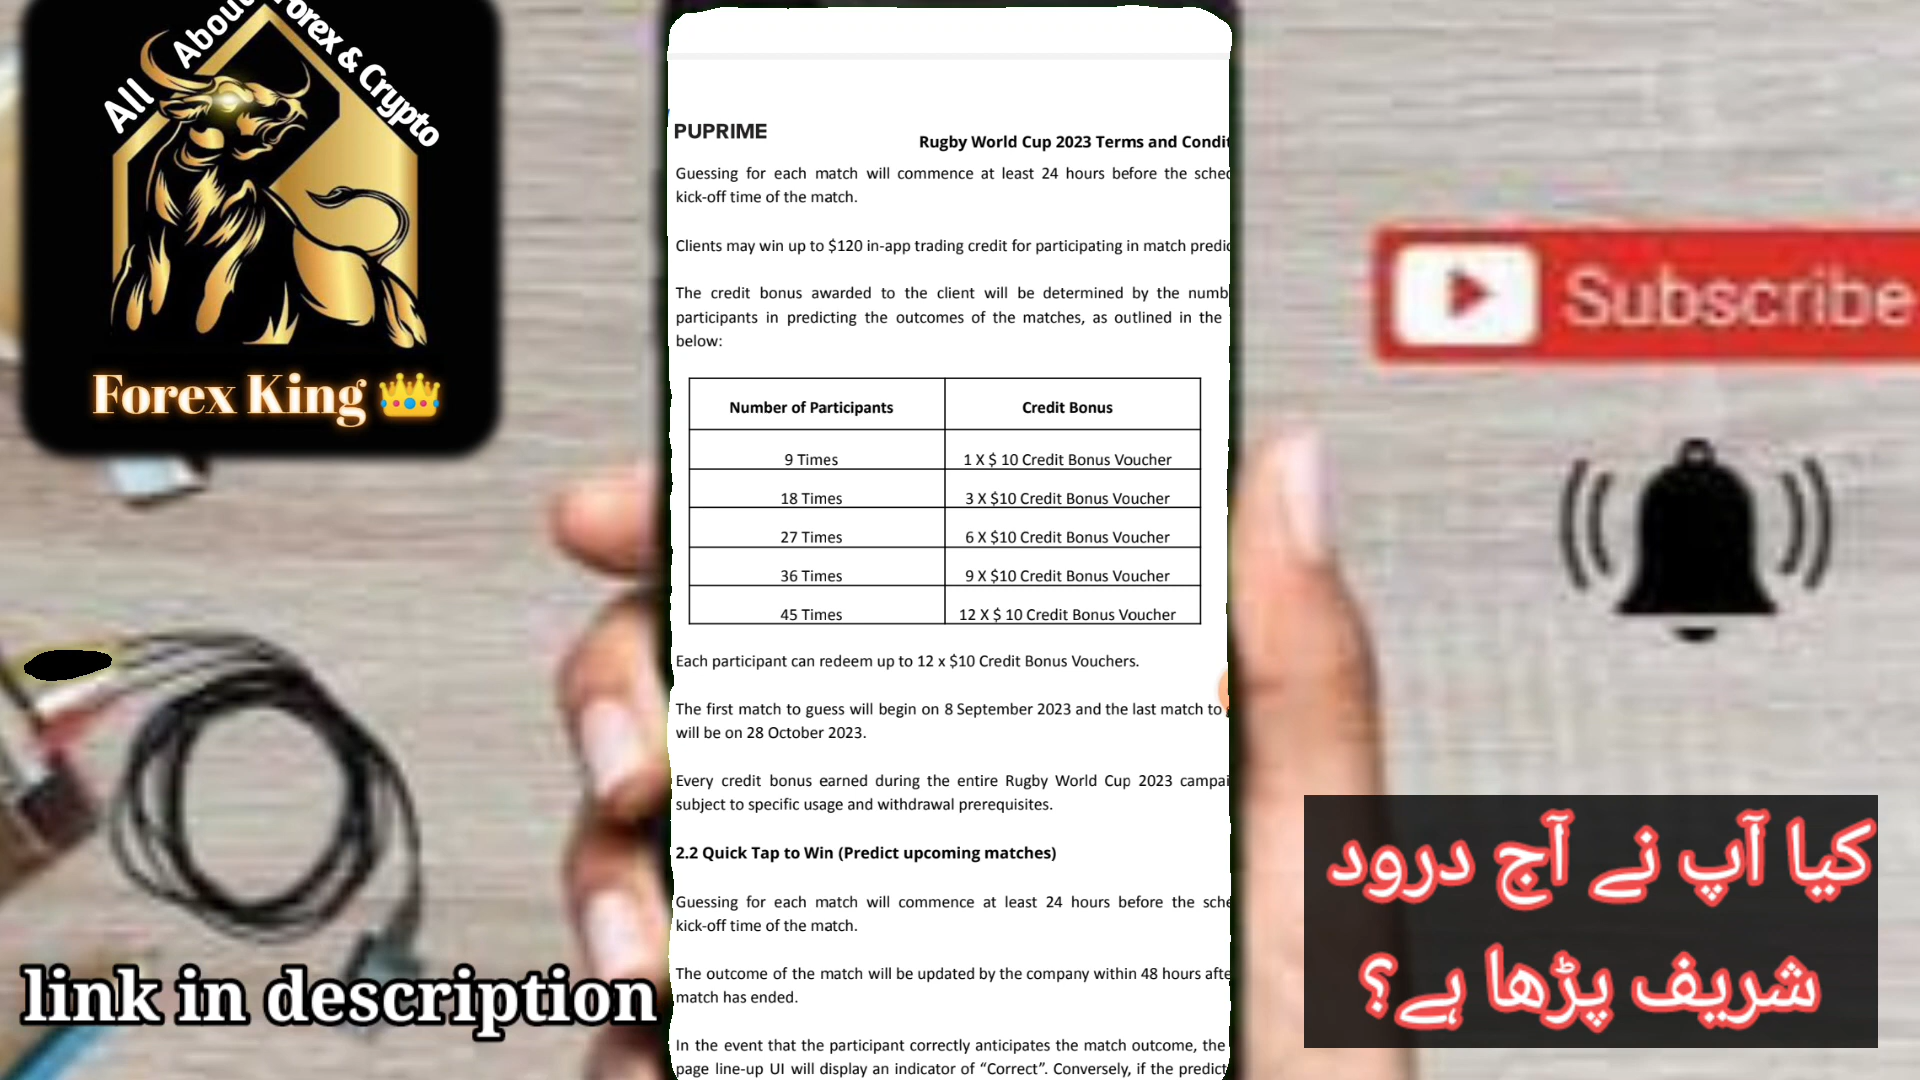 All About Forex & Crypto
Forex King
link in description
PUPRIME
Rugby World Cup 2023 Terms and Condit
Guessing for each match will commence at least 24 hours before the sched
kick-off time of the match.
Clients may win up to $120 in-app trading credit for participating in match predic
The credit bonus awarded to the client will be determined by the numb
participants in predicting the outcomes of the matches, as outlined in the
below:
Number of Participants Credit Bonus
9 Times 1 X $ 10 Credit Bonus Voucher
18 Times 3 X $10 Credit Bonus Voucher
27 Times 6 X $10 Credit Bonus Voucher
36 Times 9 X $10 Credit Bonus Voucher
45 Times 12 X $ 10 Credit Bonus Voucher
Each participant can redeem up to 12 x $10 Credit Bonus Vouchers.
The first match to guess will begin on 8 September 2023 and the last match to
will be on 28 October 2023.
Every credit bonus earned during the entire Rugby World Cup 2023 campai
subject to specific usage and withdrawal prerequisites.
2.2 Quick Tap to Win (Predict upcoming matches)
Guessing for each match will commence at least 24 hours before the sche
kick-off time of the match.
The outcome of the match will be updated by the company within 48 hours afte
match has ended.
In the event that the participant correctly anticipates the match outcome, the
page line-up UI will display an indicator of “Correct”. Conversely, if the predict
Subscribe
کیا آپ نے آج درود
شریف پڑھا ہے؟